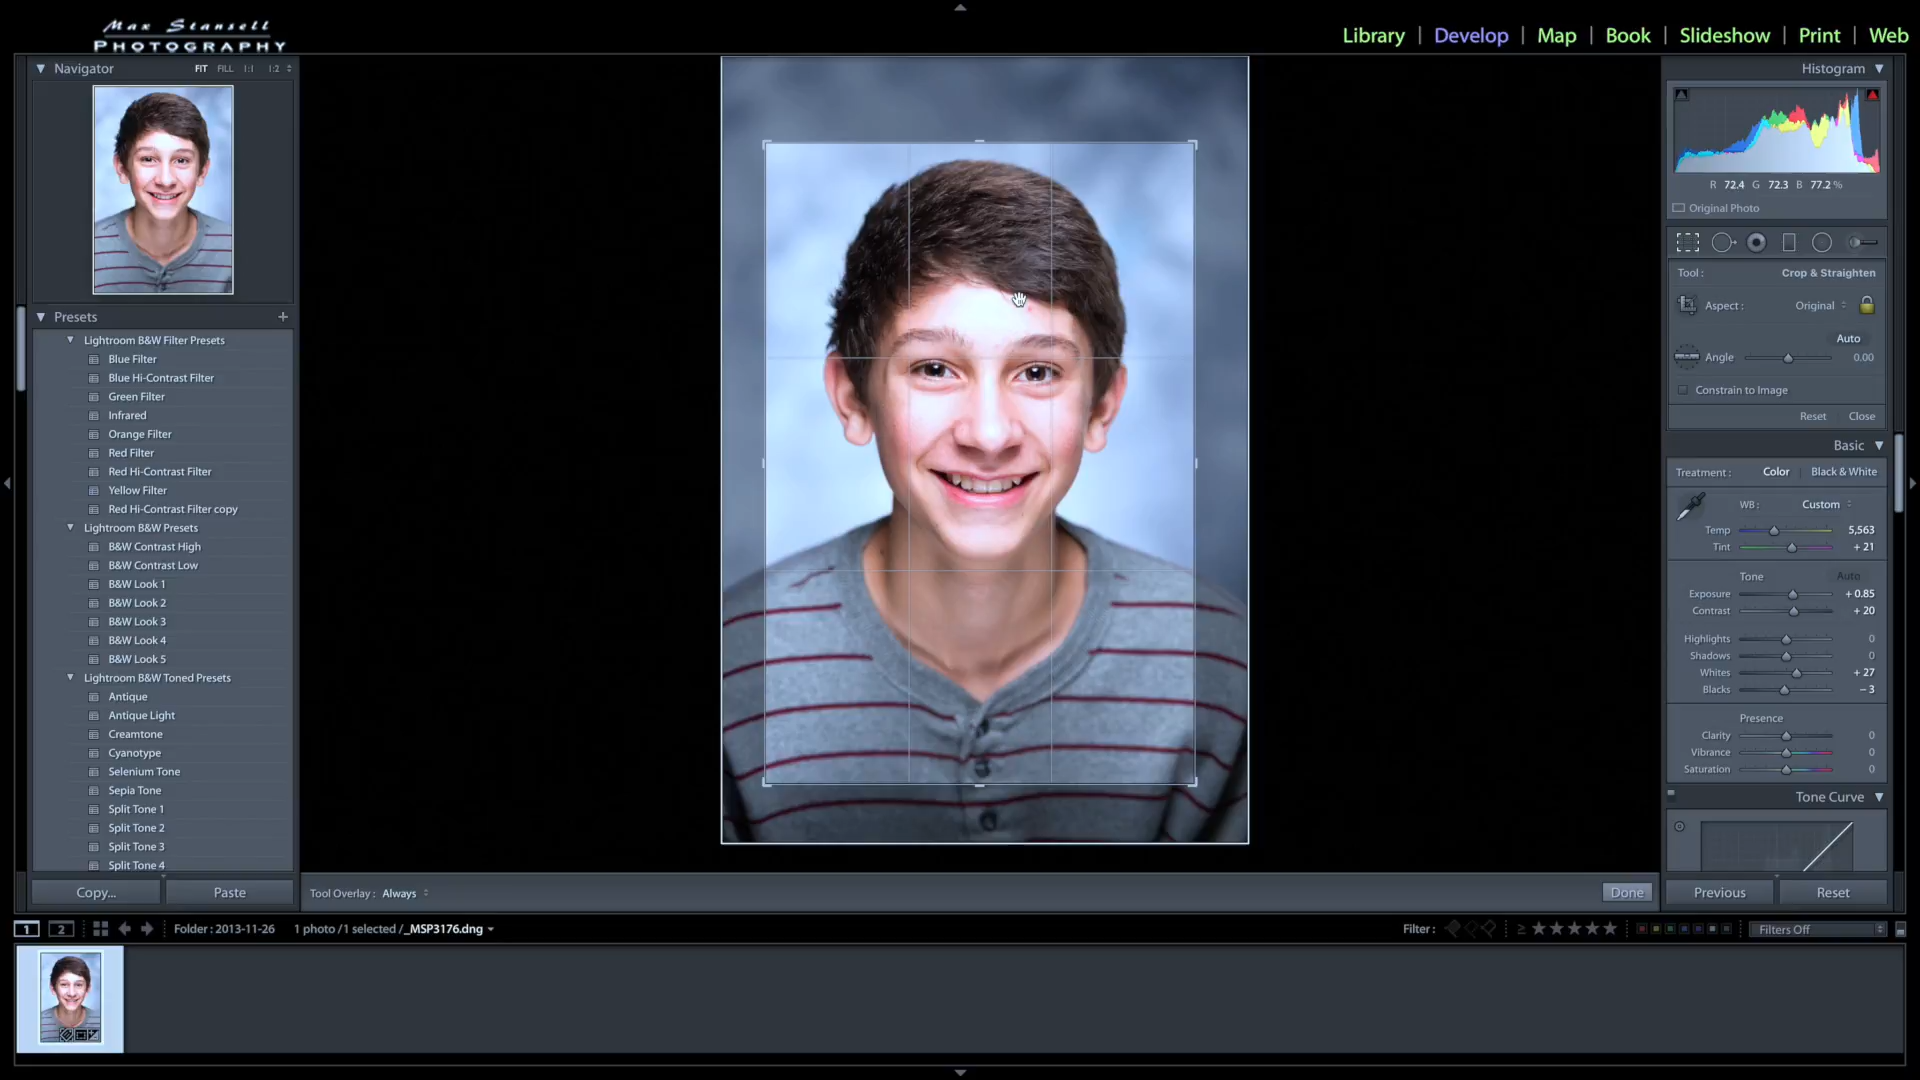 Max Stansell
PHOTOGRAPHY
Library | Develop | Map | Book | Slideshow | Print | Web
Navigator FIT FILL 1:1 1:2
Presets +
Lightroom B&W Filter Presets
Blue Filter
Blue Hi-Contrast Filter
Green Filter
Infrared
Orange Filter
Red Filter
Red Hi-Contrast Filter
Yellow Filter
Red Hi-Contrast Filter copy
Lightroom B&W Presets
B&W Contrast High
B&W Contrast Low
B&W Look 1
B&W Look 2
B&W Look 3
B&W Look 4
B&W Look 5
Lightroom B&W Toned Presets
Antique
Antique Light
Creamtone
Cyanotype
Selenium Tone
Sepia Tone
Split Tone 1
Split Tone 2
Split Tone 3
Split Tone 4
Copy... Paste
Tool Overlay : Always
Done
Histogram
R 72.4 G 72.3 B 77.2 %
Original Photo
Tool : Crop & Straighten
Aspect : Original
Auto
Angle 0.00
Constrain to Image
Reset Close
Basic
Treatment : Color | Black & White
WB : Custom
Temp 5,563
Tint + 21
Tone Auto
Exposure + 0.85
Contrast + 20
Highlights 0
Shadows 0
Whites + 27
Blacks − 3
Presence
Clarity 0
Vibrance 0
Saturation 0
Tone Curve
Previous Reset
1 2 Folder : 2013-11-26 1 photo /1 selected /_MSP3176.dng
Filter : ≥ Filters Off